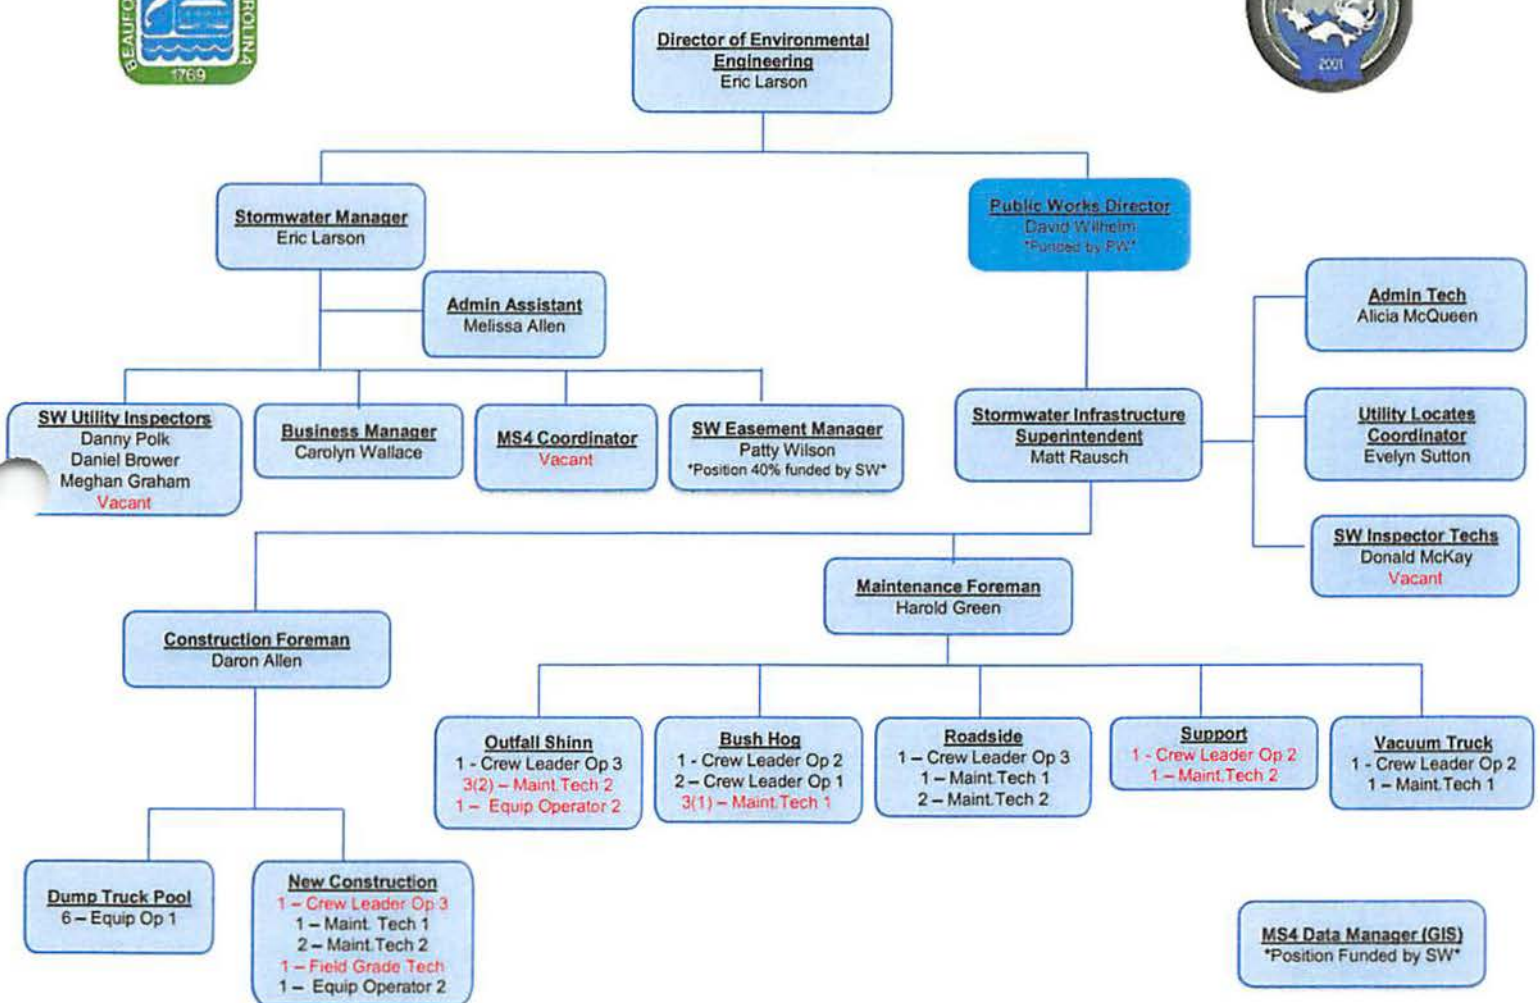 BEAUFO
ROLINA
1769
2001
Director of Environmental
Engineering
Eric Larson
Stormwater Manager
Eric Larson
Public Works Director
David Wilhelm
*Funded by PW*
Admin Assistant
Melissa Allen
Admin Tech
Alicia McQueen
SW Utility Inspectors
Danny Polk
Daniel Brower
Meghan Graham
Vacant
Business Manager
Carolyn Wallace
MS4 Coordinator
Vacant
SW Easement Manager
Patty Wilson
*Position 40% funded by SW*
Stormwater Infrastructure
Superintendent
Matt Rausch
Utility Locates
Coordinator
Evelyn Sutton
SW Inspector Techs
Donald McKay
Vacant
Maintenance Foreman
Harold Green
Construction Foreman
Daron Allen
Outfall Shinn
1 - Crew Leader Op 3
3(2) – Maint.Tech 2
1 – Equip Operator 2
Bush Hog
1 - Crew Leader Op 2
2 – Crew Leader Op 1
3(1) – Maint.Tech 1
Roadside
1 – Crew Leader Op 3
1 – Maint.Tech 1
2 – Maint.Tech 2
Support
1 - Crew Leader Op 2
1 – Maint.Tech 2
Vacuum Truck
1 - Crew Leader Op 2
1 – Maint.Tech 1
Dump Truck Pool
6 – Equip Op 1
New Construction
1 – Crew Leader Op 3
1 – Maint. Tech 1
2 – Maint.Tech 2
1 – Field Grade Tech
1 – Equip Operator 2
MS4 Data Manager (GIS)
*Position Funded by SW*